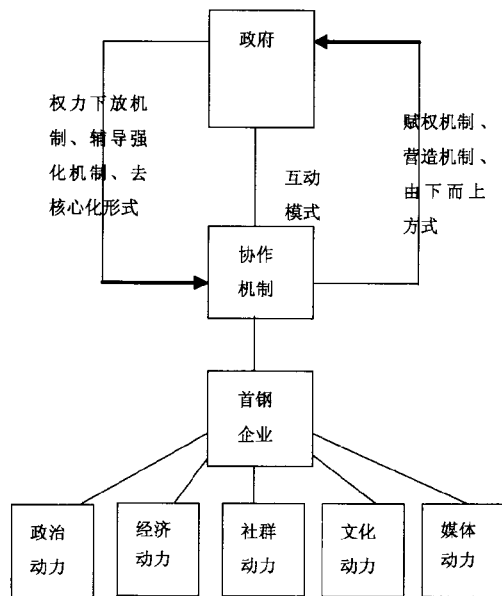 政府
权力下放机
制、辅导强
化机制、去
核心化形式
赋权机制、
营造机制、
由下而上
方式
互动
模式
协作
机制
首钢
企业
政治
动力
经济
动力
社群
动力
文化
动力
媒体
动力